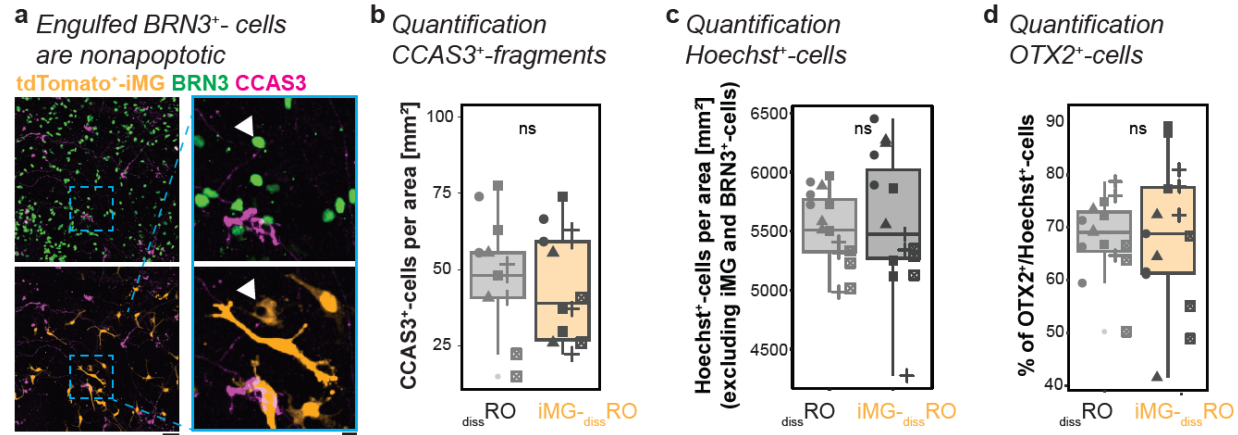 a Engulfed BRN3⁺- cells
are nonapoptotic
tdTomato⁺-iMG BRN3 CCAS3
b Quantification
CCAS3⁺-fragments
CCAS3⁺-cells per area [mm²]
100
75
50
25
ns
dissRO iMG-dissRO
c Quantification
Hoechst⁺-cells
Hoechst⁺-cells per area [mm²]
(excluding iMG and BRN3⁺-cells)
6500
6000
5500
5000
4500
ns
dissRO iMG-dissRO
d Quantification
OTX2⁺-cells
% of OTX2⁺/Hoechst⁺-cells
90
80
70
60
50
40
ns
dissRO iMG-dissRO